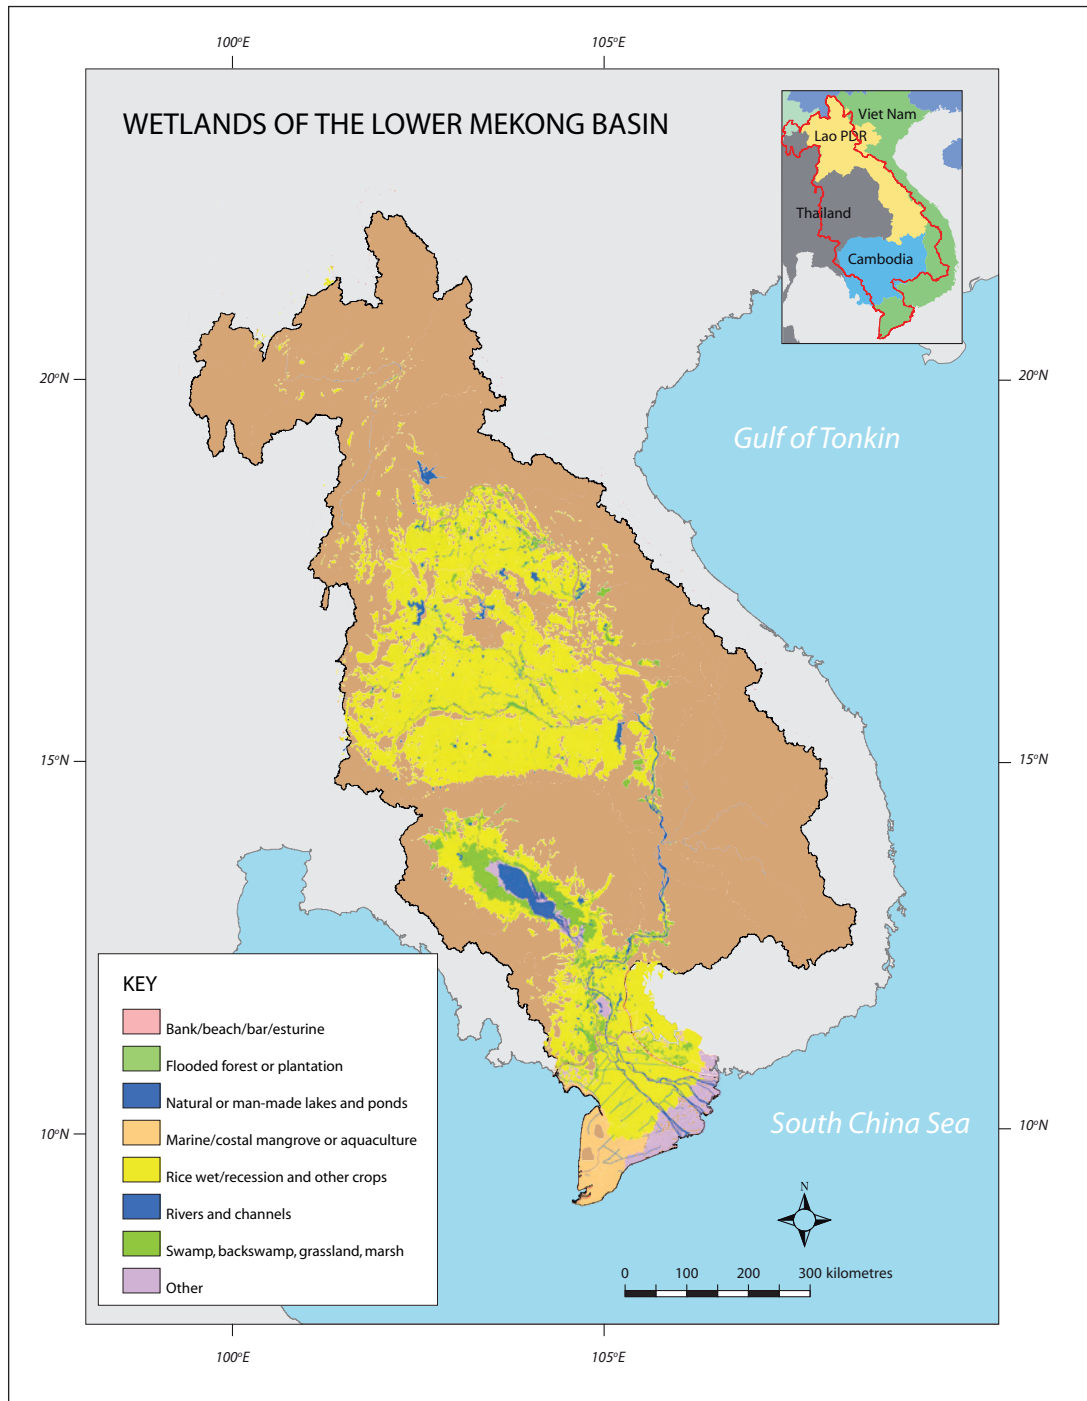 100°E
105°E
WETLANDS OF THE LOWER MEKONG BASIN
Viet Nam
Lao PDR
Thailand
Cambodia
20°N
20°N
Gulf of Tonkin
15°N
15°N
KEY
Bank/beach/bar/esturine
Flooded forest or plantation
Natural or man-made lakes and ponds
Marine/costal mangrove or aquaculture
Rice wet/recession and other crops
Rivers and channels
Swamp, backswamp, grassland, marsh
Other
10°N
South China Sea
10°N
N
0 100 200 300 kilometres
100°E
105°E